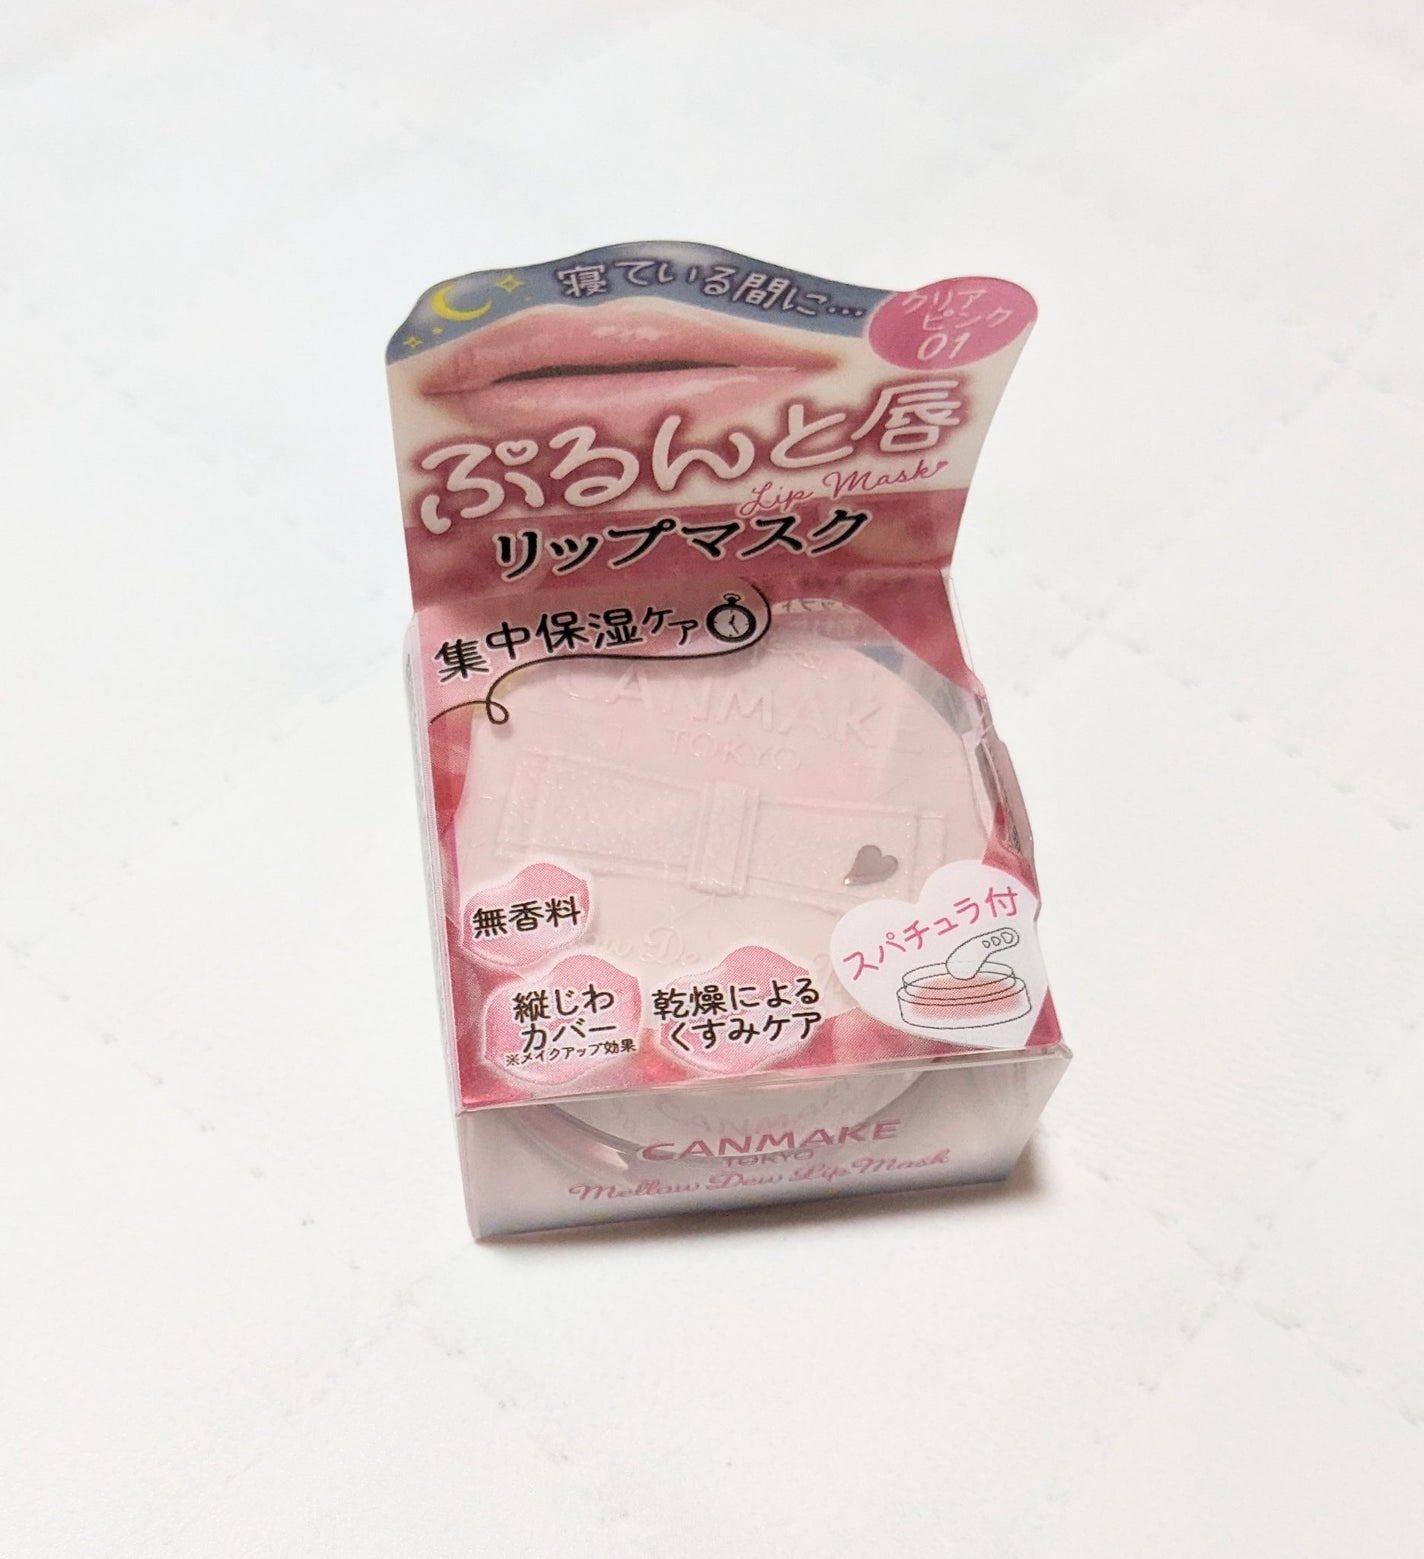 寝ている間に…
クリア
ピンク
01
ぷるんと唇
Lip Mask
リップマスク
集中保湿ケア
CANMAKE
TOKYO
無香料
縦じわ
カバー
※メイクアップ効果
乾燥による
くすみケア
スパチュラ付
CANMAKE
TOKYO
Mellow Dew Lip Mask